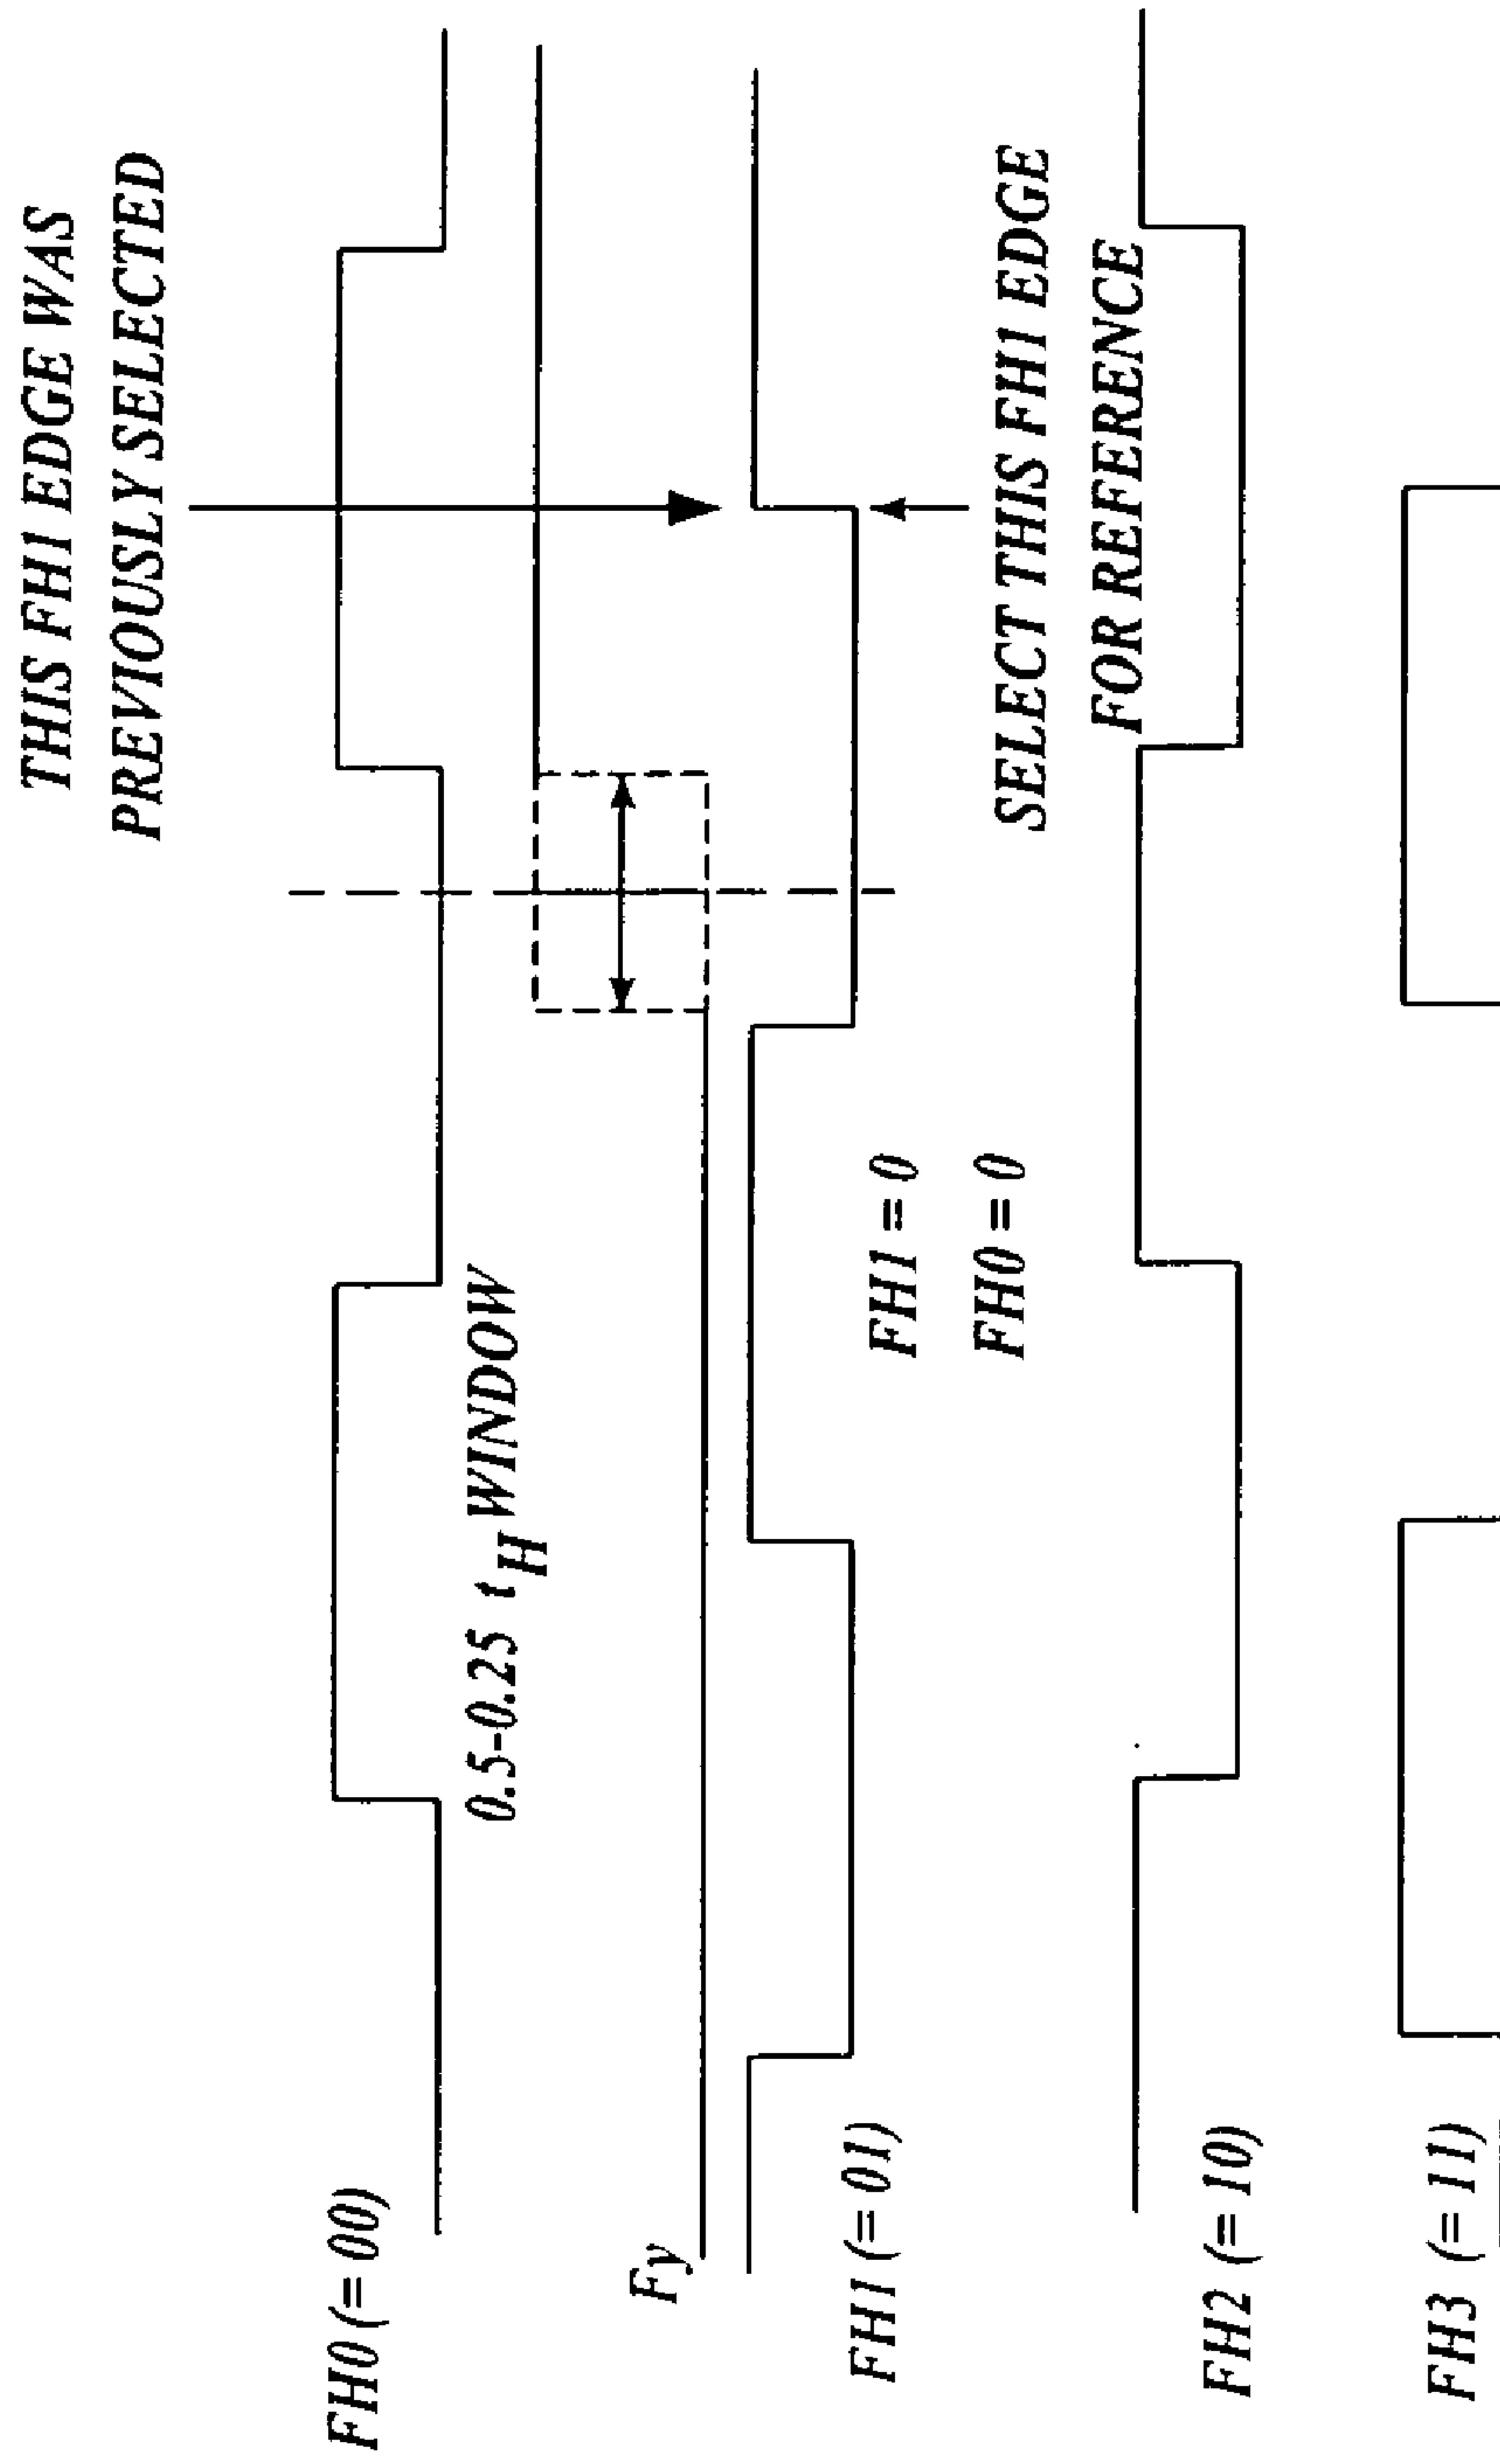 THIS FH1 EDGE WAS
PREVIOUSLY SELECTED
FH0 (= 00)
0.5-0.25 tH WINDOW
Fy
FH1 (= 01)
FH1 = 0
FH0 = 0
SELECT THIS FH1 EDGE
FOR REFERENCE
FH2 (= 10)
FH3 (= 11)